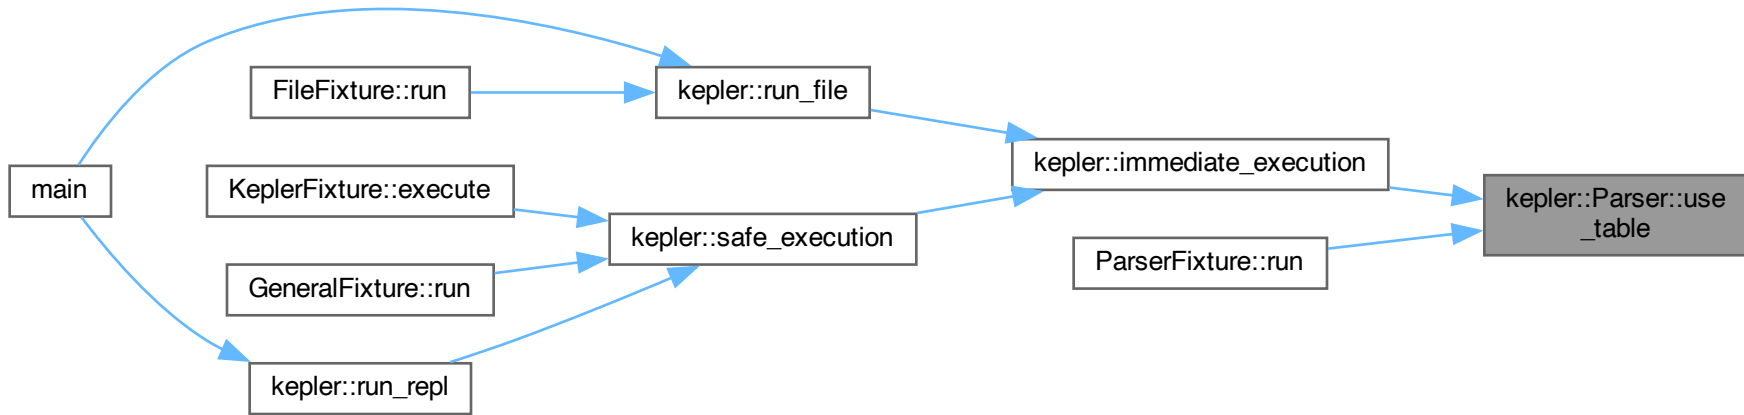 FileFixture::run
kepler::run_file
kepler::immediate_execution
main
KeplerFixture::execute
kepler::Parser::use
_table
kepler::safe_execution
ParserFixture::run
GeneralFixture::run
kepler::run_repl